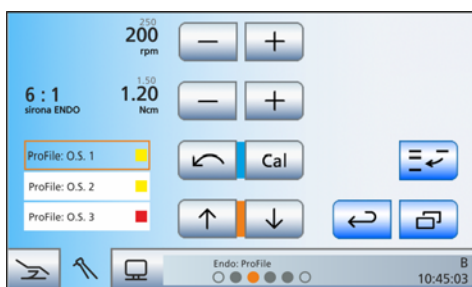 250
200
rpm
1.50
6 : 1
1.20
sirona ENDO
Ncm
ProFile: O.S. 1
Cal
ProFile: O.S. 2
ProFile: O.S. 3
Endo: ProFile
B
10:45:03